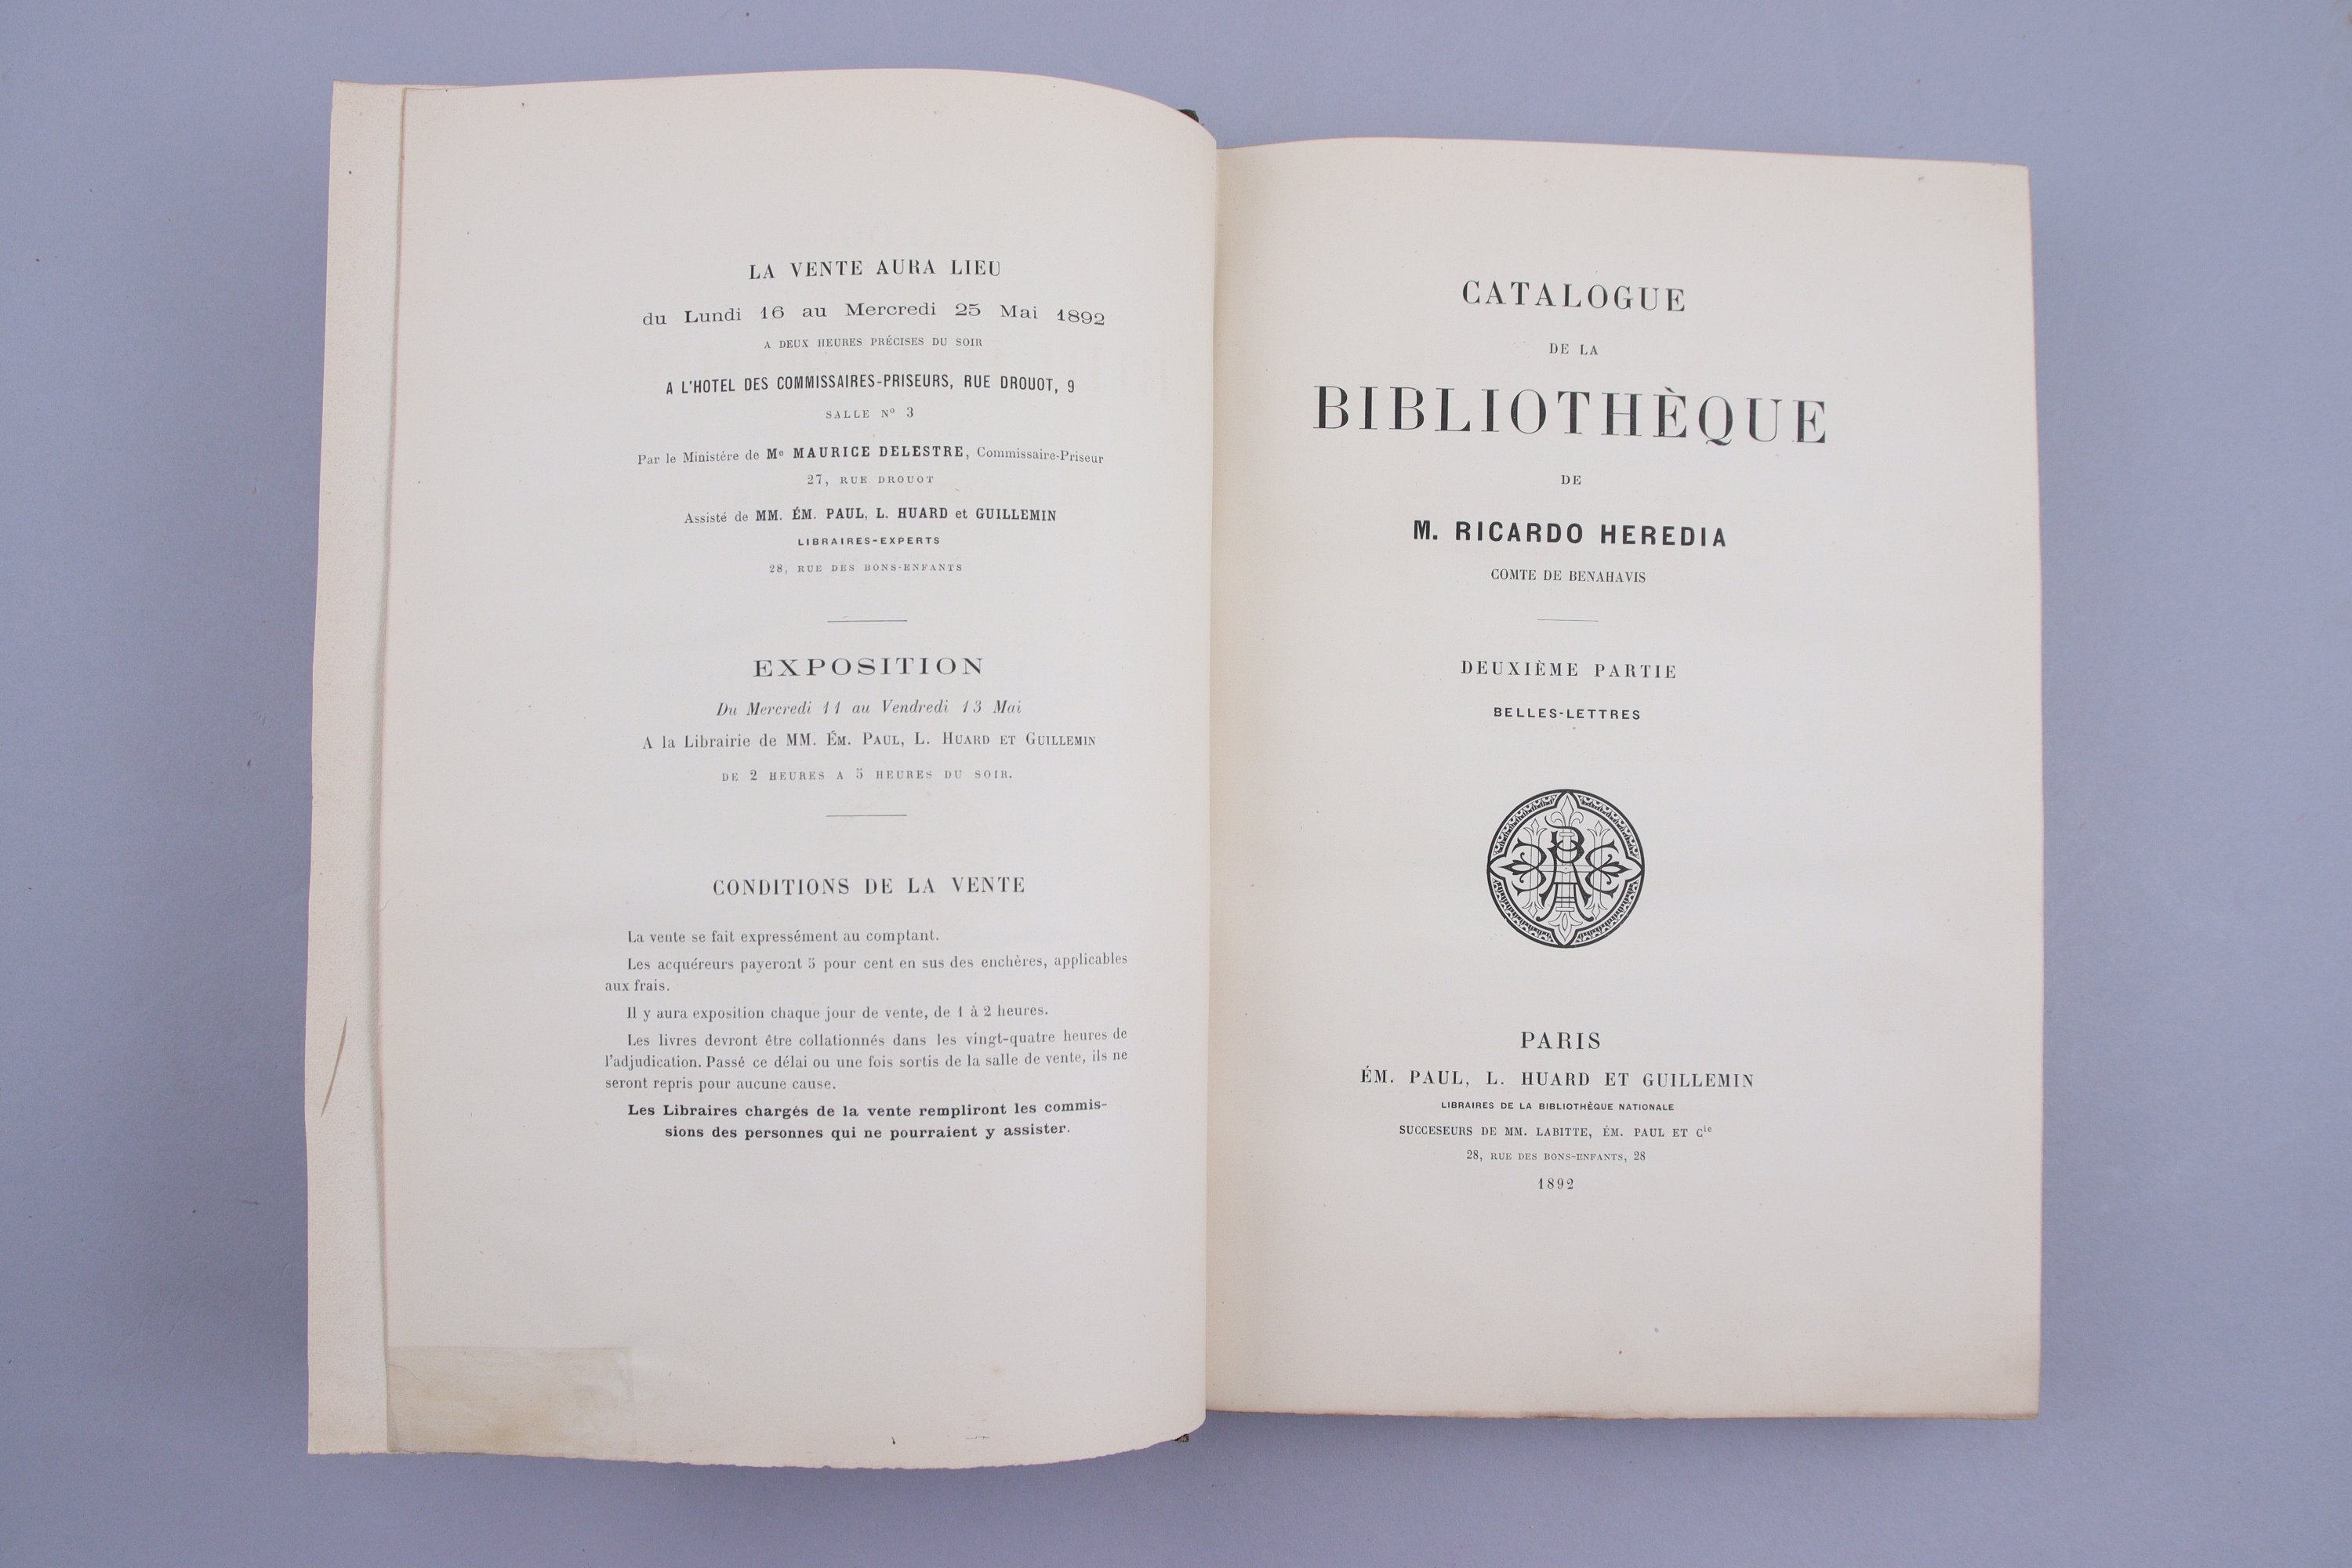 LA VENTE AURA LIEU
du Lundi 16 au Mercredi 25 Mai 1892
A DEUX HEURES PRÉCISES DU SOIR
A L'HOTEL DES COMMISSAIRES-PRISEURS, RUE DROUOT, 9
SALLE Nº 3
Par le Ministère de Me MAURICE DELESTRE, Commissaire-Priseur
27, RUE DROUOT
Assisté de MM. ÉM. PAUL, L. HUARD et GUILLEMIN
LIBRAIRES-EXPERTS
28, RUE DES BONS-ENFANTS
EXPOSITION
Du Mercredi 11 au Vendredi 13 Mai
A la Librairie de MM. ÉM. PAUL, L. HUARD ET GUILLEMIN
DE 2 HEURES A 5 HEURES DU SOIR.
CONDITIONS DE LA VENTE
La vente se fait expressément au comptant.
Les acquéreurs payeront 5 pour cent en sus des enchères, applicables
aux frais.
Il y aura exposition chaque jour de vente, de 1 à 2 heures.
Les livres devront être collationnés dans les vingt-quatre heures de
l'adjudication. Passé ce délai ou une fois sortis de la salle de vente, ils ne
seront repris pour aucune cause.
Les Libraires chargés de la vente rempliront les commis-
sions des personnes qui ne pourraient y assister.
CATALOGUE
DE LA
BIBLIOTHÈQUE
DE
M. RICARDO HEREDIA
COMTE DE BENAHAVIS
DEUXIÈME PARTIE
BELLES-LETTRES
PARIS
ÉM. PAUL, L. HUARD ET GUILLEMIN
LIBRAIRES DE LA BIBLIOTHÈQUE NATIONALE
SUCCESEURS DE MM. LABITTE, ÉM. PAUL ET Cie
28, RUE DES BONS-ENFANTS, 28
1892